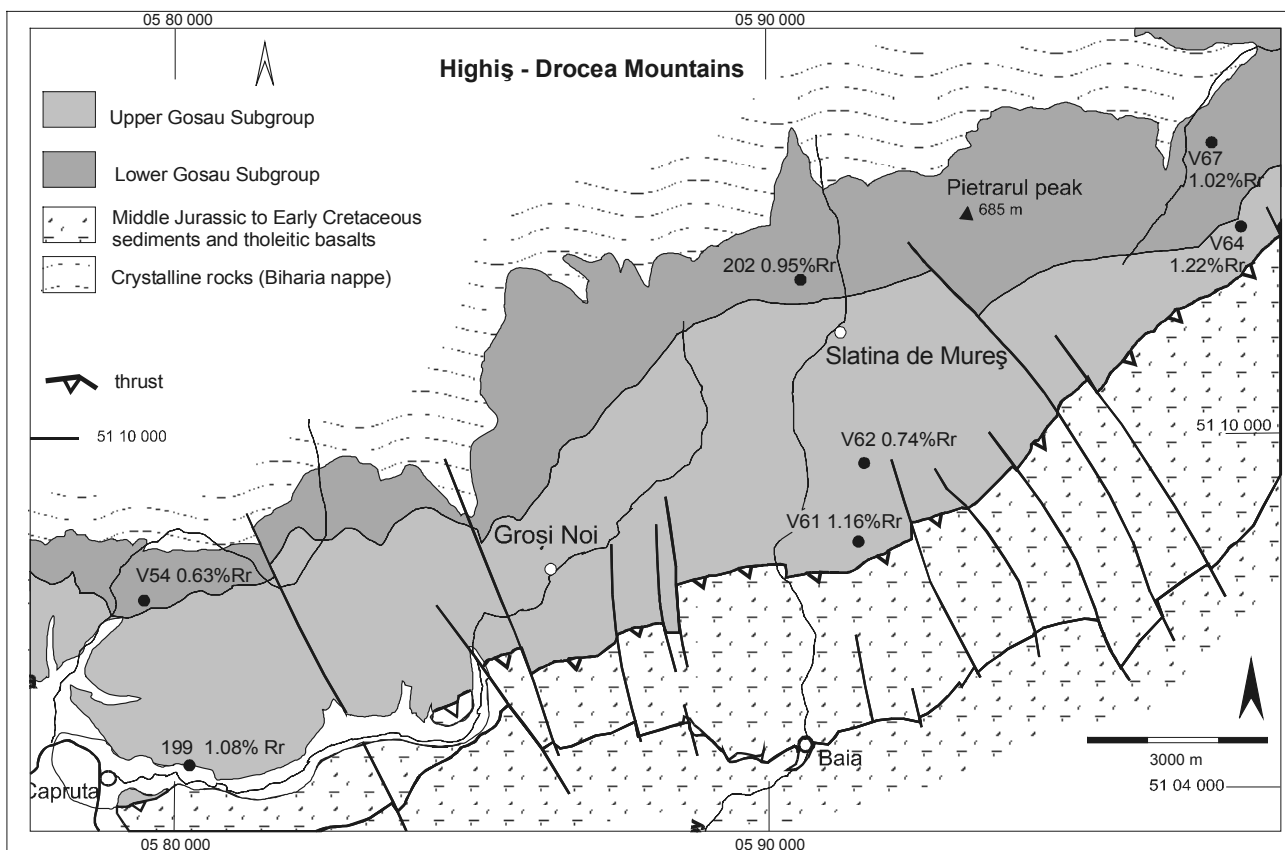 05 80 000
05 90 000
Highiş - Drocea Mountains
Upper Gosau Subgroup
Lower Gosau Subgroup
Middle Jurassic to Early Cretaceous
sediments and tholeitic basalts
Crystalline rocks (Biharia nappe)
thrust
51 10 000
V67
1.02%Rr
Pietrarul peak
685 m
V64
1.22%Rr
202 0.95%Rr
Slatina de Mureş
51 10 000
V62 0.74%Rr
V61 1.16%Rr
Groşi Noi
V54 0.63%Rr
199 1.08% Rr
Capruta
Baia
3000 m
51 04 000
05 80 000
05 90 000